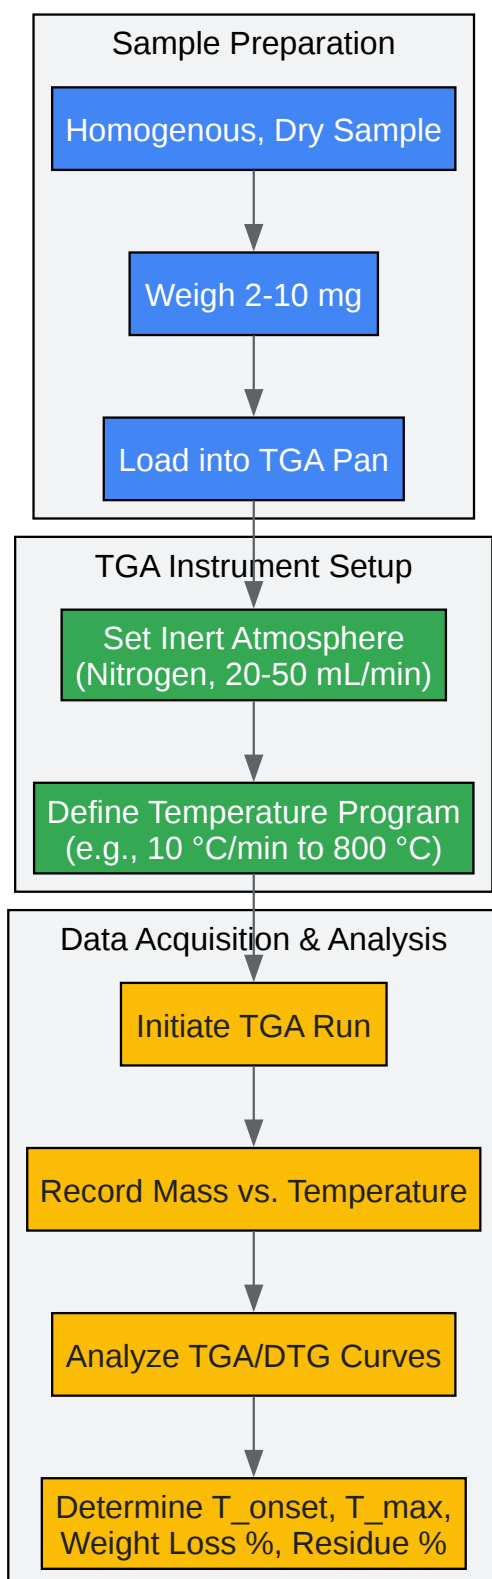 Sample Preparation
Homogenous, Dry Sample
Weigh 2-10 mg
Load into TGA Pan
TGA Instrument Setup
Set Inert Atmosphere
(Nitrogen, 20-50 mL/min)
Define Temperature Program
(e.g., 10 °C/min to 800 °C)
Data Acquisition & Analysis
Initiate TGA Run
Record Mass vs. Temperature
Analyze TGA/DTG Curves
Determine T_onset, T_max,
Weight Loss %, Residue %